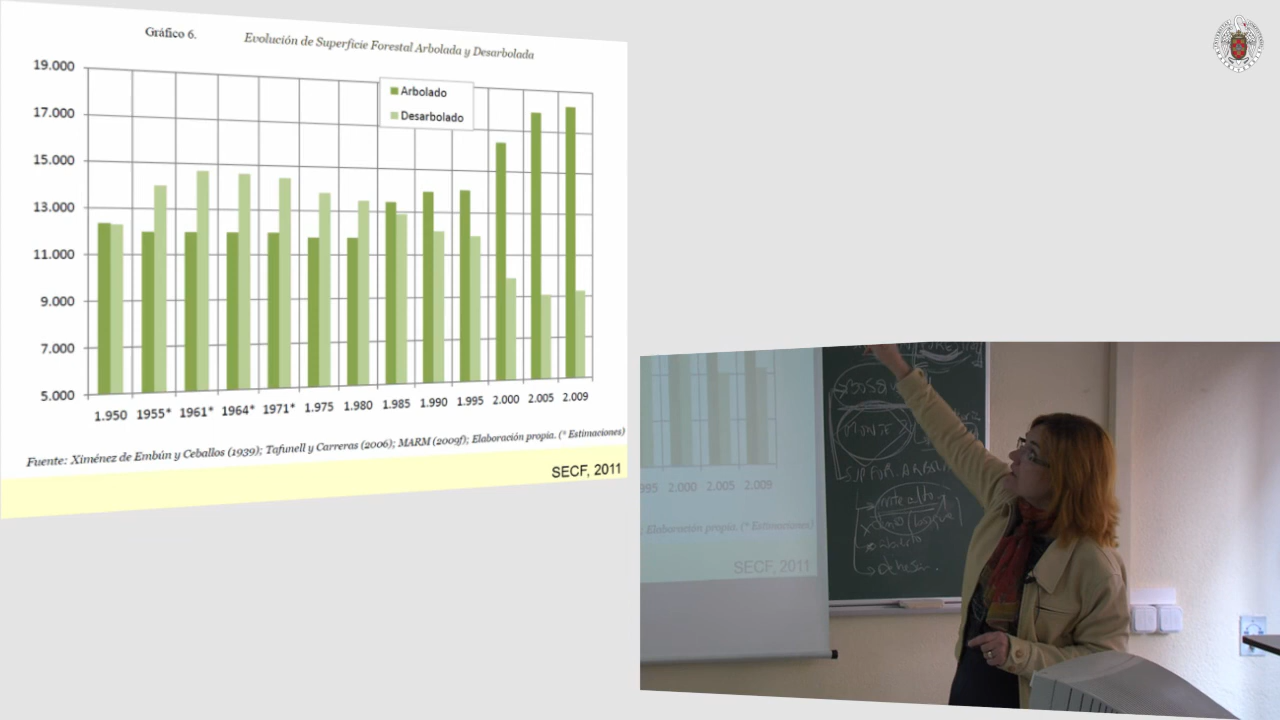 Gráfico 6. Evolución de Superficie Forestal Arbolada y Desarbolada
19.000
17.000
15.000
13.000
11.000
9.000
7.000
5.000
Arbolado
Desarbolado
1.950 1955* 1961* 1964* 1971* 1.975 1.980 1.985 1.990 1.995 2.000 2.005 2.009
Fuente: Ximénez de Embún y Ceballos (1939); Tafunell y Carreras (2006); MARM (2009f); Elaboración propia. (* Estimaciones)
SECF, 2011
995 2.000 2.005 2.009
; Elaboración propia. (* Estimaciones)
SECF, 2011
monte alto
dehesa.